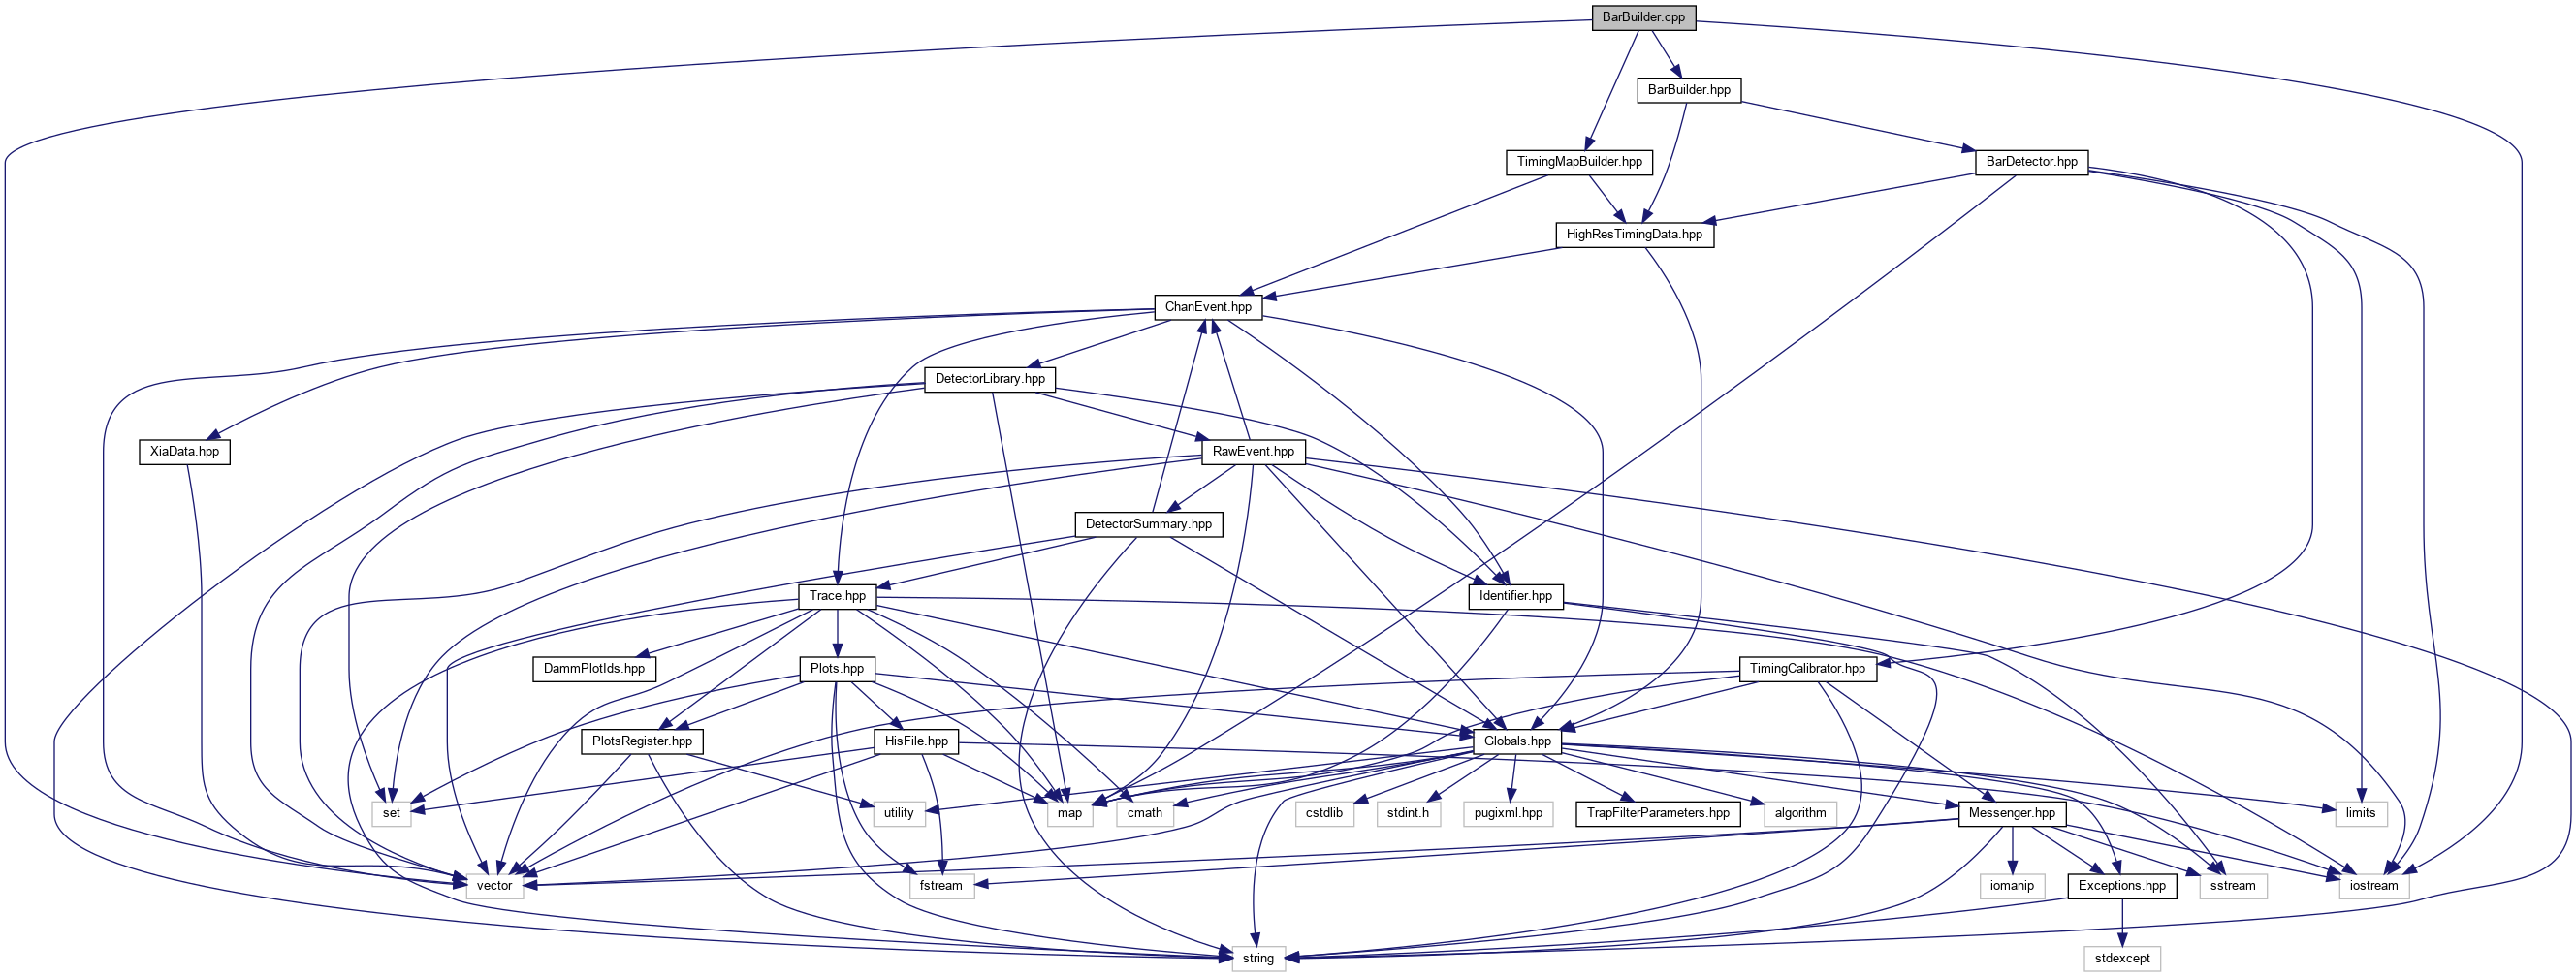 BarBuilder.cpp
BarBuilder.hpp
TimingMapBuilder.hpp
BarDetector.hpp
HighResTimingData.hpp
ChanEvent.hpp
DetectorLibrary.hpp
XiaData.hpp
RawEvent.hpp
DetectorSummary.hpp
Trace.hpp
Identifier.hpp
DammPlotIds.hpp
Plots.hpp
TimingCalibrator.hpp
PlotsRegister.hpp
HisFile.hpp
Globals.hpp
set
utility
map
cmath
cstdlib
stdint.h
pugixml.hpp
TrapFilterParameters.hpp
algorithm
Messenger.hpp
limits
vector
fstream
iomanip
Exceptions.hpp
sstream
iostream
string
stdexcept